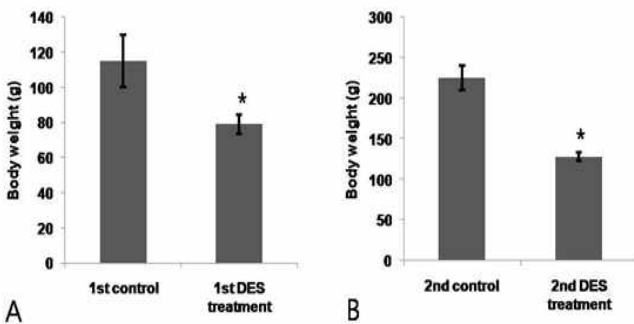 140
120
100
80
60
40
20
0
Body weight (g)
*
1st control
1st DES
treatment
A
300
250
200
150
100
50
0
Body weight (g)
*
2nd control
2nd DES
treatment
B